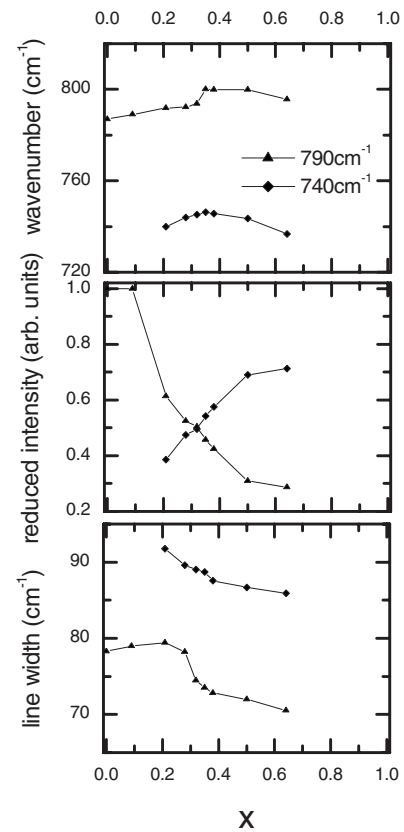 0.0 0.2 0.4 0.6 0.8 1.0
wavenumber (cm⁻¹)
800
760
720
790cm⁻¹
740cm⁻¹
reduced intensity (arb. units)
1.0
0.8
0.6
0.4
0.2
line width (cm⁻¹)
90
80
70
0.0 0.2 0.4 0.6 0.8 1.0
X